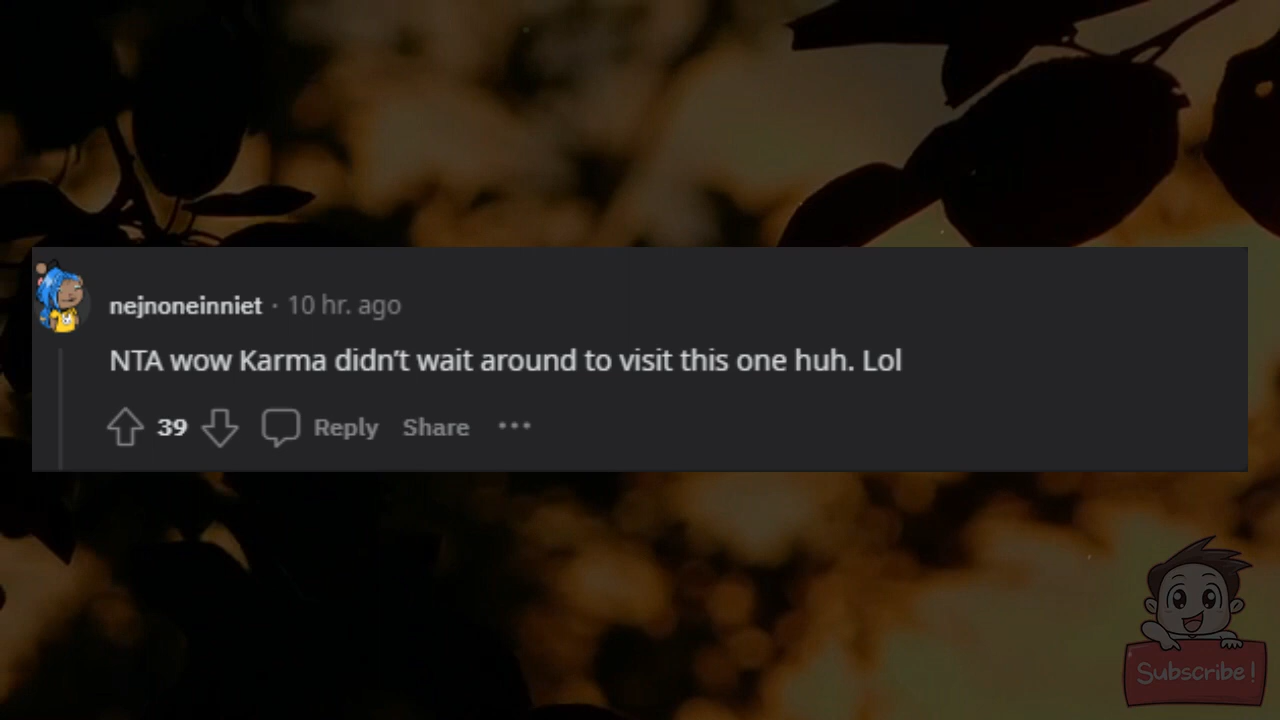 nejnoneinniet · 10 hr. ago
NTA wow Karma didn't wait around to visit this one huh. Lol
39 Reply Share ···
Subscribe!